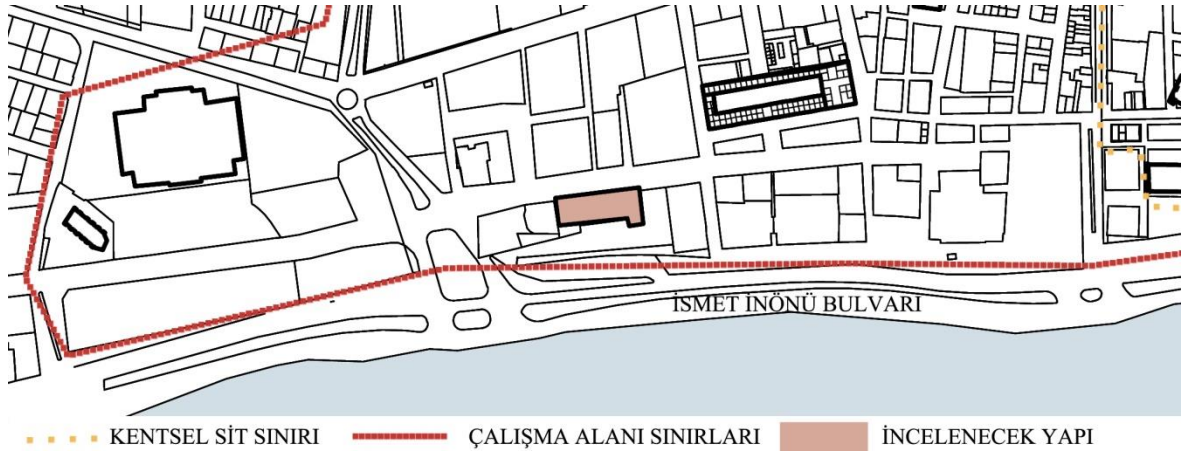 İSMET İNÖNÜ BULVARI
KENTSEL SİT SINIRI ÇALIŞMA ALANI SINIRLARI İNCELENECEK YAPI